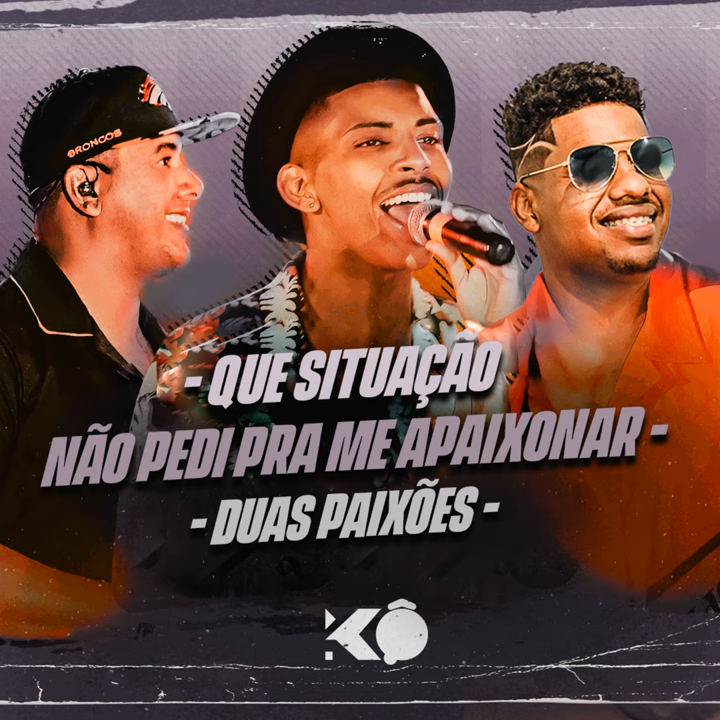 BRONCOS
- QUE SITUAÇÃO
NÃO PEDI PRA ME APAIXONAR -
- DUAS PAIXÕES -
KÔ